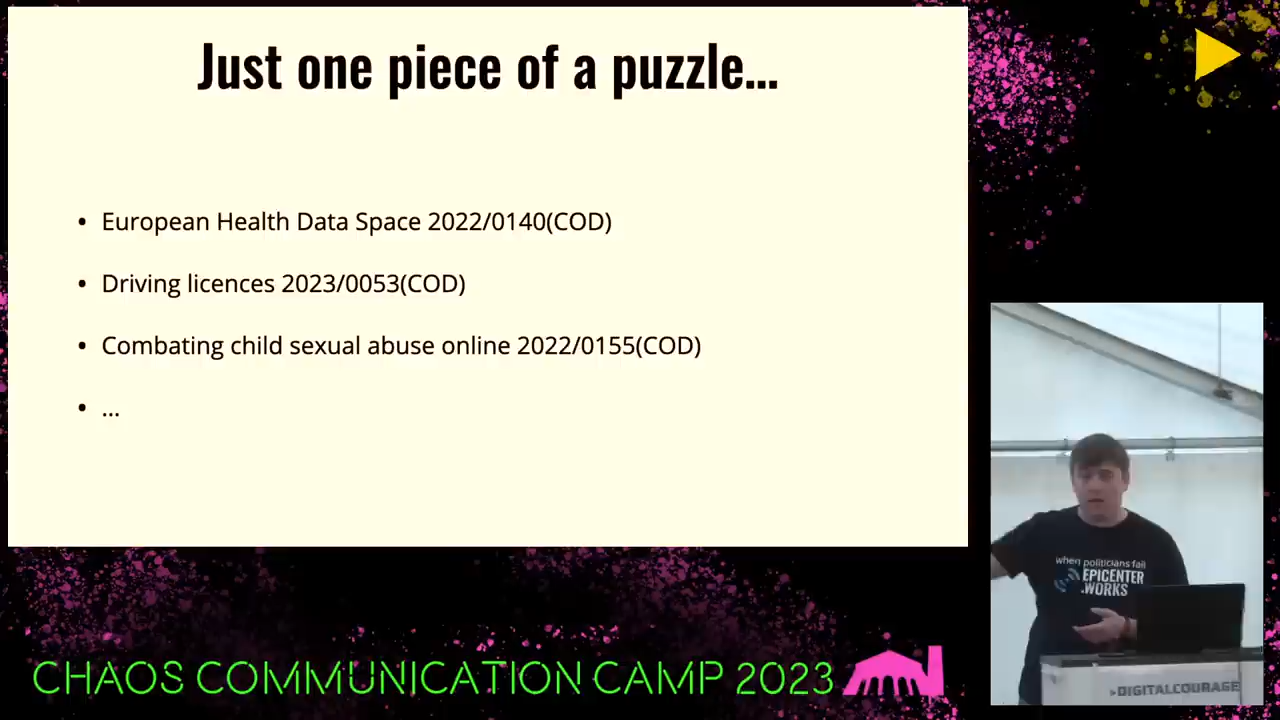 Just one piece of a puzzle...
• European Health Data Space 2022/0140(COD)
• Driving licences 2023/0053(COD)
• Combating child sexual abuse online 2022/0155(COD)
• ...
when politicians fail
EPICENTER
.WORKS
>DIGITALCOURAGE
CHAOS COMMUNICATION CAMP 2023